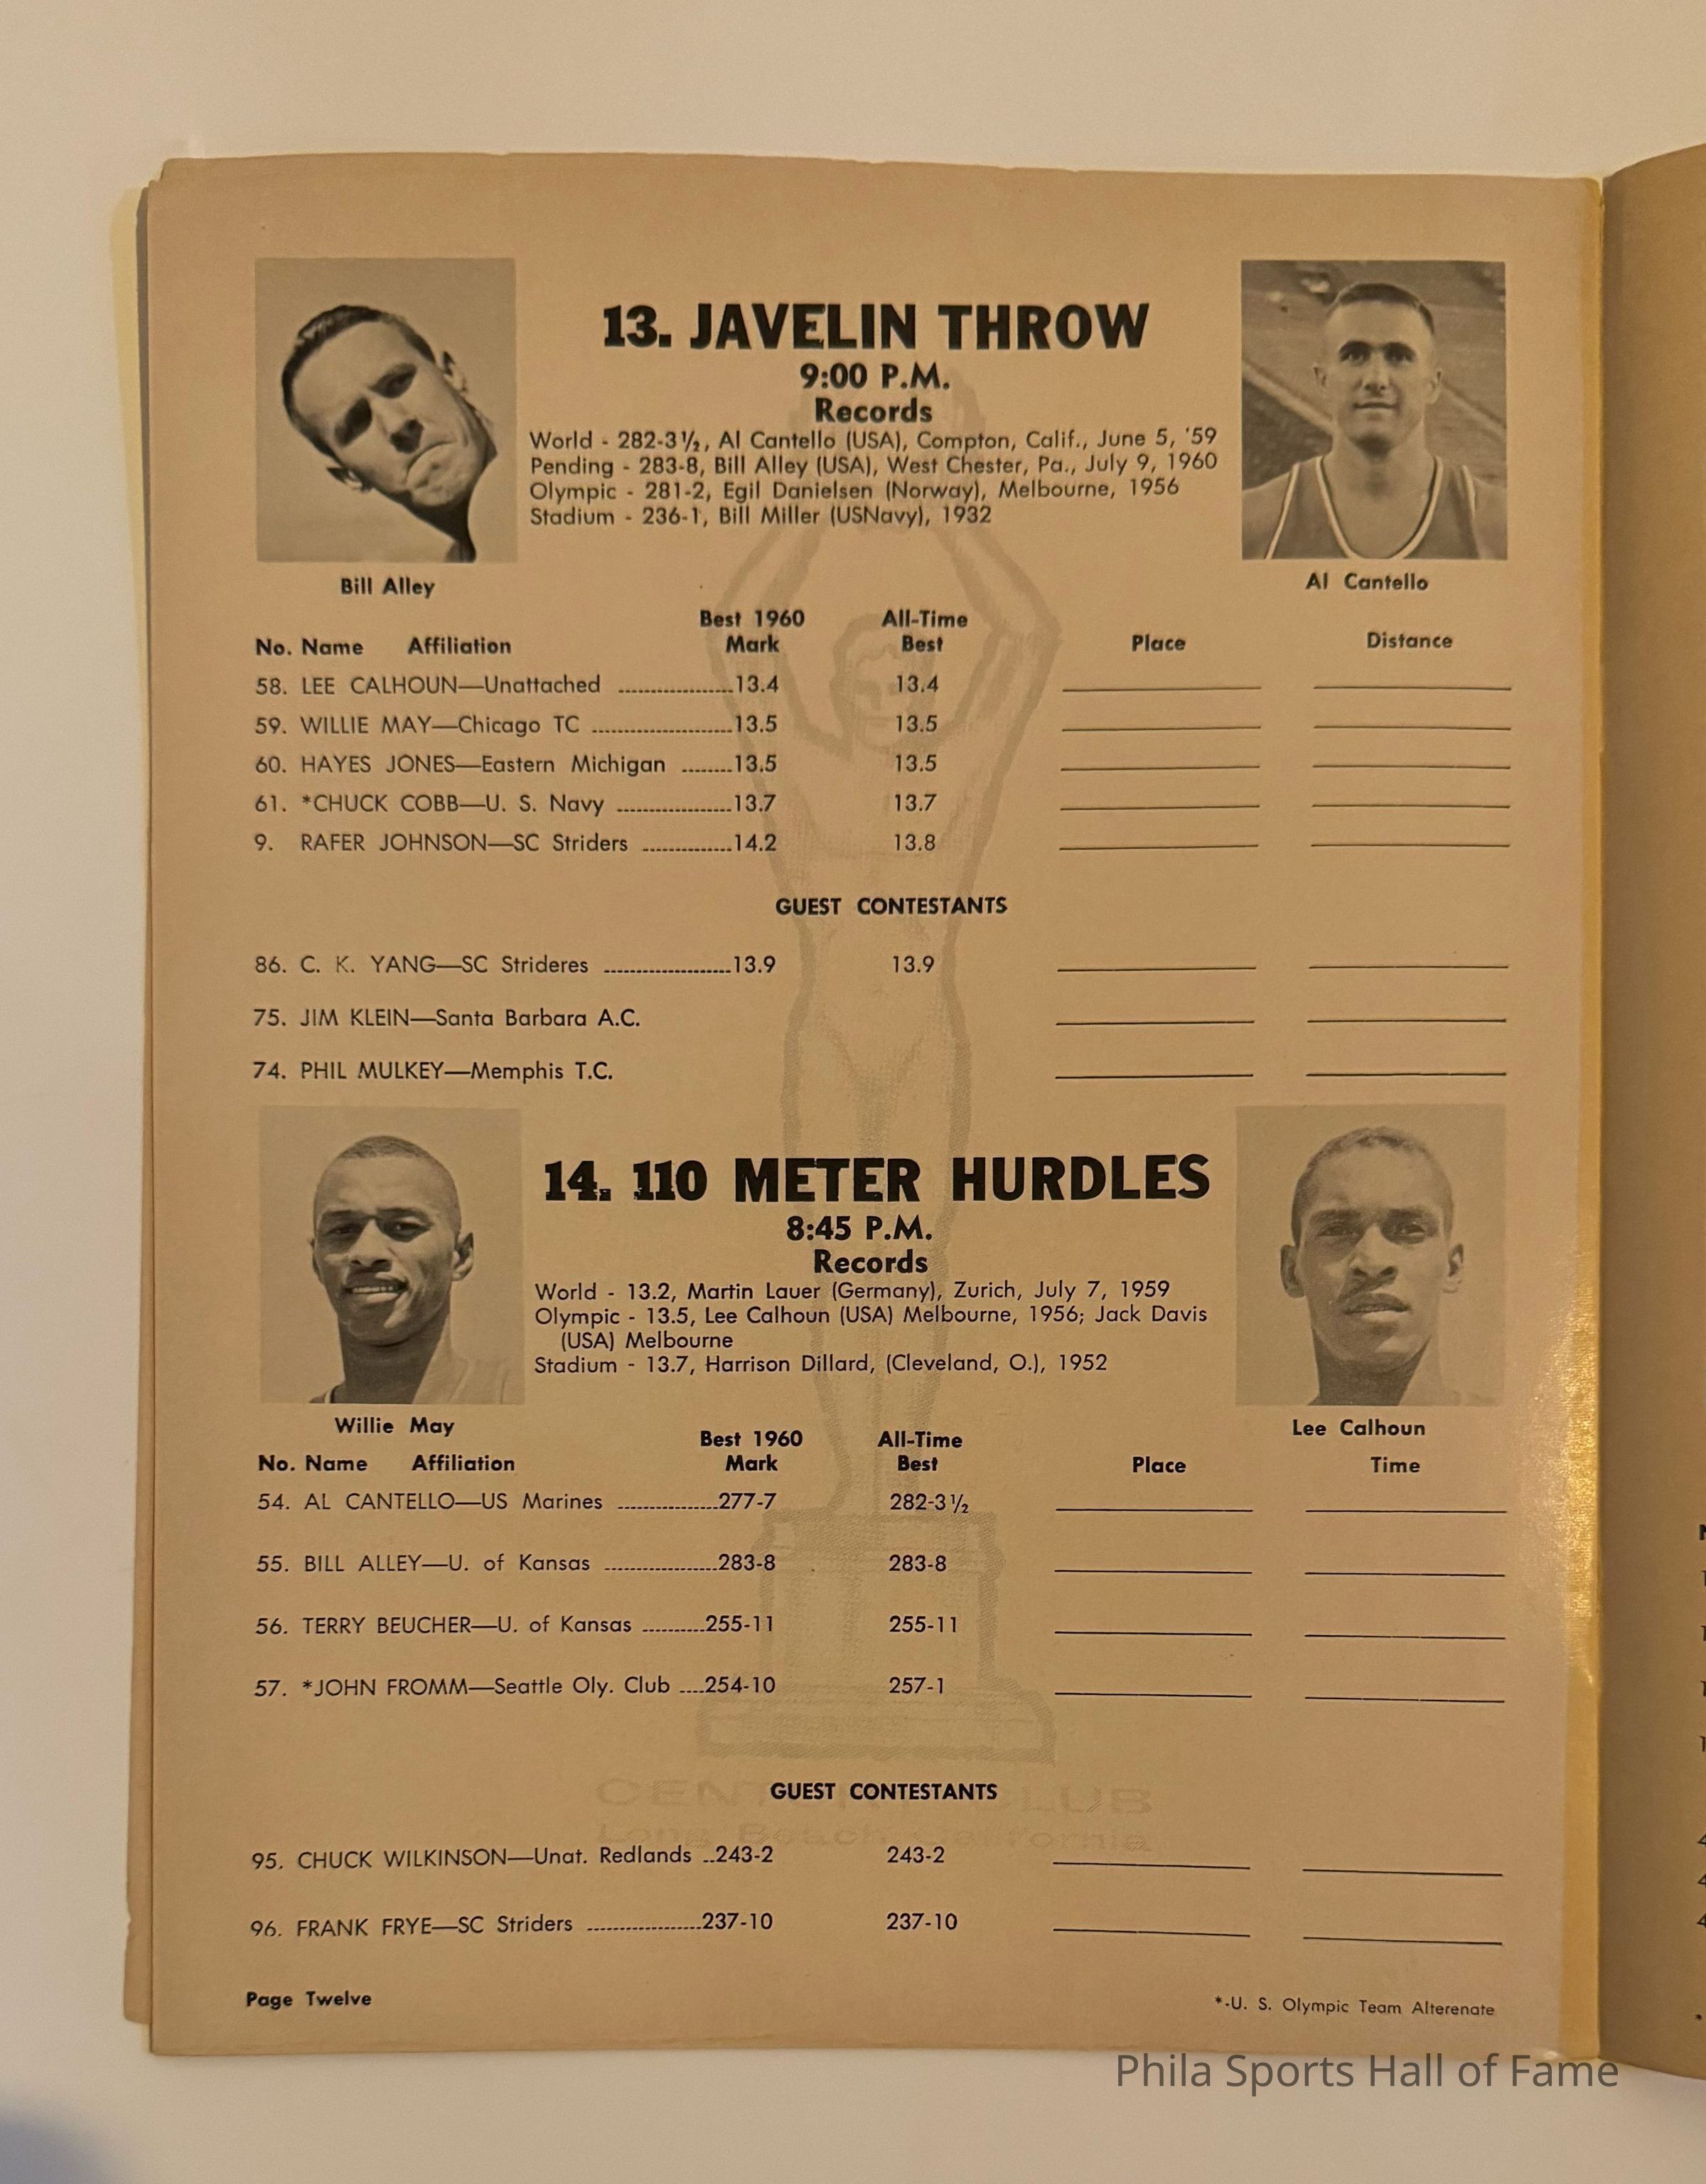 13. JAVELIN THROW
9:00 P.M.
Records
World - 282-3½, Al Cantello (USA), Compton, Calif., June 5, '59
Pending - 283-8, Bill Alley (USA), West Chester, Pa., July 9, 1960
Olympic - 281-2, Egil Danielsen (Norway), Melbourne, 1956
Stadium - 236-1, Bill Miller (USNavy), 1932
Bill Alley
Al Cantello
Best 1960 All-Time
No. Name Affiliation Mark Best Place Distance
58. LEE CALHOUN—Unattached ..................13.4 13.4
59. WILLIE MAY—Chicago TC ......................13.5 13.5
60. HAYES JONES—Eastern Michigan ........13.5 13.5
61. *CHUCK COBB—U. S. Navy ..................13.7 13.7
9. RAFER JOHNSON—SC Striders ..............14.2 13.8
GUEST CONTESTANTS
86. C. K. YANG—SC Strideres ....................13.9 13.9
75. JIM KLEIN—Santa Barbara A.C.
74. PHIL MULKEY—Memphis T.C.
14. 110 METER HURDLES
8:45 P.M.
Records
World - 13.2, Martin Lauer (Germany), Zurich, July 7, 1959
Olympic - 13.5, Lee Calhoun (USA) Melbourne, 1956; Jack Davis
(USA) Melbourne
Stadium - 13.7, Harrison Dillard, (Cleveland, O.), 1952
Willie May
Lee Calhoun
Best 1960 All-Time
No. Name Affiliation Mark Best Place Time
54. AL CANTELLO—US Marines ................277-7 282-3½
55. BILL ALLEY—U. of Kansas ..................283-8 283-8
56. TERRY BEUCHER—U. of Kansas ..........255-11 255-11
57. *JOHN FROMM—Seattle Oly. Club ....254-10 257-1
GUEST CONTESTANTS
95. CHUCK WILKINSON—Unat. Redlands ..243-2 243-2
96. FRANK FRYE—SC Striders ..................237-10 237-10
Page Twelve
*-U. S. Olympic Team Alterenate
Phila Sports Hall of Fame